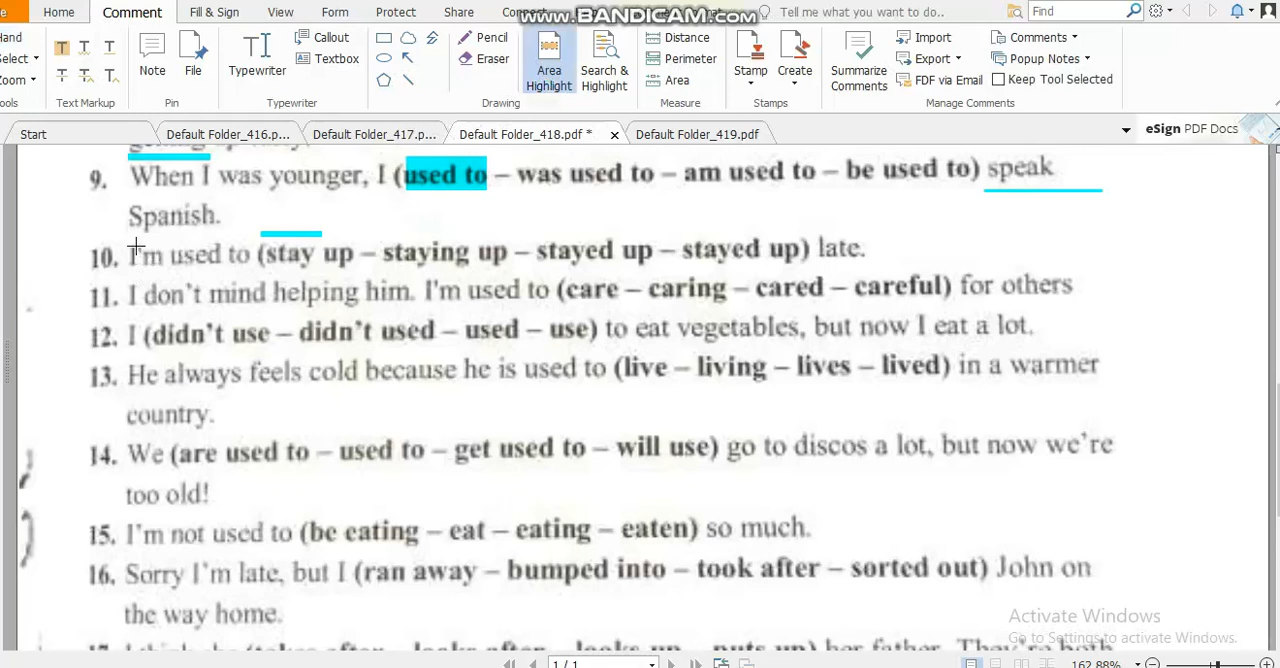 Home Comment Fill & Sign View Form Protect Share www.BANDICAM.com Tell me what you want to do.. Find
Hand Select Zoom Tools
Text Markup
Note File Pin
Typewriter Callout Textbox Typewriter
Pencil Eraser Area Highlight Search & Highlight Drawing
Distance Perimeter Area Measure
Stamp Create Stamps
Summarize Comments Import Export FDF via Email Comments Popup Notes Keep Tool Selected Manage Comments
Start Default Folder_416.p... Default Folder_417.p... Default Folder_418.pdf * Default Folder_419.pdf eSign PDF Docs
9. When I was younger, I (used to – was used to – am used to – be used to) speak
Spanish.
10. I'm used to (stay up – staying up – stayed up – stayed up) late.
11. I don't mind helping him. I'm used to (care – caring – cared – careful) for others
12. I (didn't use – didn't used – used – use) to eat vegetables, but now I eat a lot.
13. He always feels cold because he is used to (live – living – lives – lived) in a warmer
country.
14. We (are used to – used to – get used to – will use) go to discos a lot, but now we're
too old!
15. I'm not used to (be eating – eat – eating – eaten) so much.
16. Sorry I'm late, but I (ran away – bumped into – took after – sorted out) John on
the way home.
Activate Windows
Go to Settings to activate Windows.
her father. They're both
1 / 1 162.88%